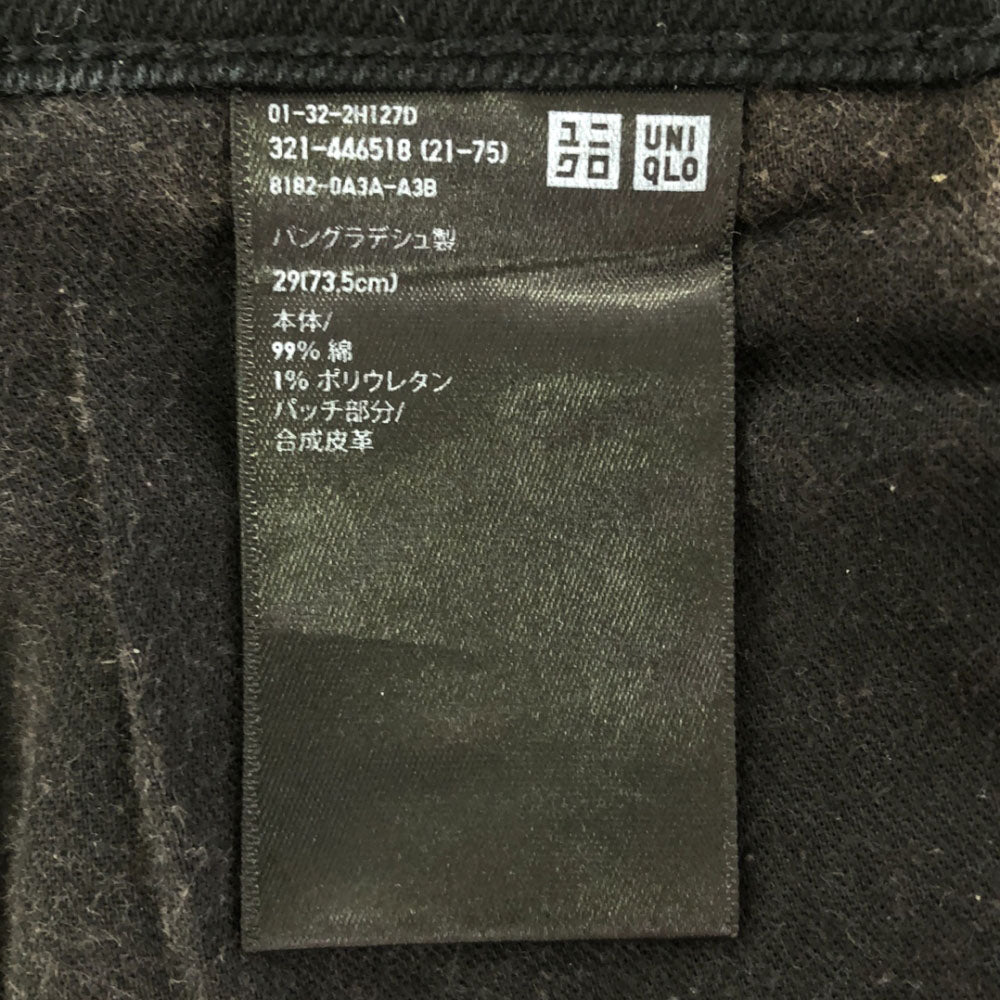 01-32-2H127D
321-446518 (21-75)
8182-0A3A-A3B
ユニ
クロ
UNI
QLO
バングラデシュ製
29(73.5cm)
本体/
99% 綿
1% ポリウレタン
パッチ部分/
合成皮革